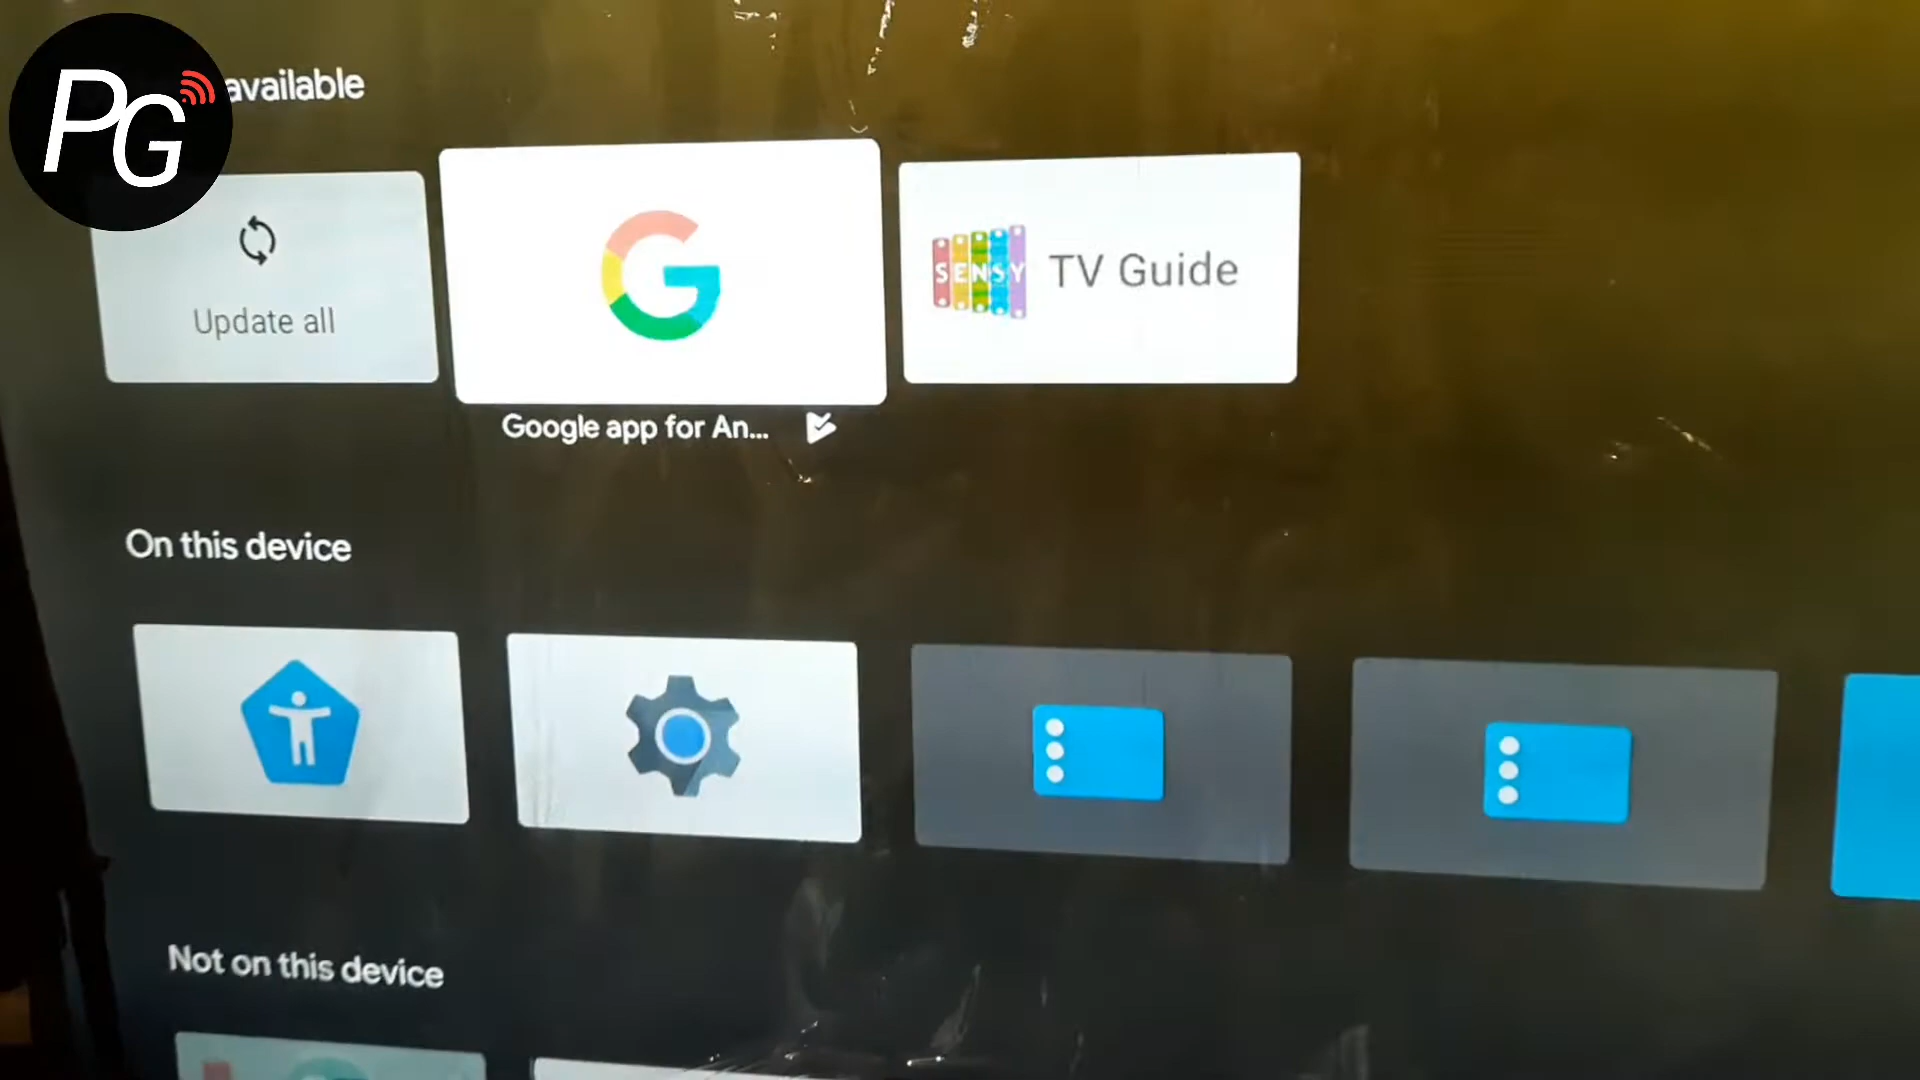 PG
available
Update all
SENSY
TV Guide
Google app for An...
On this device
Not on this device